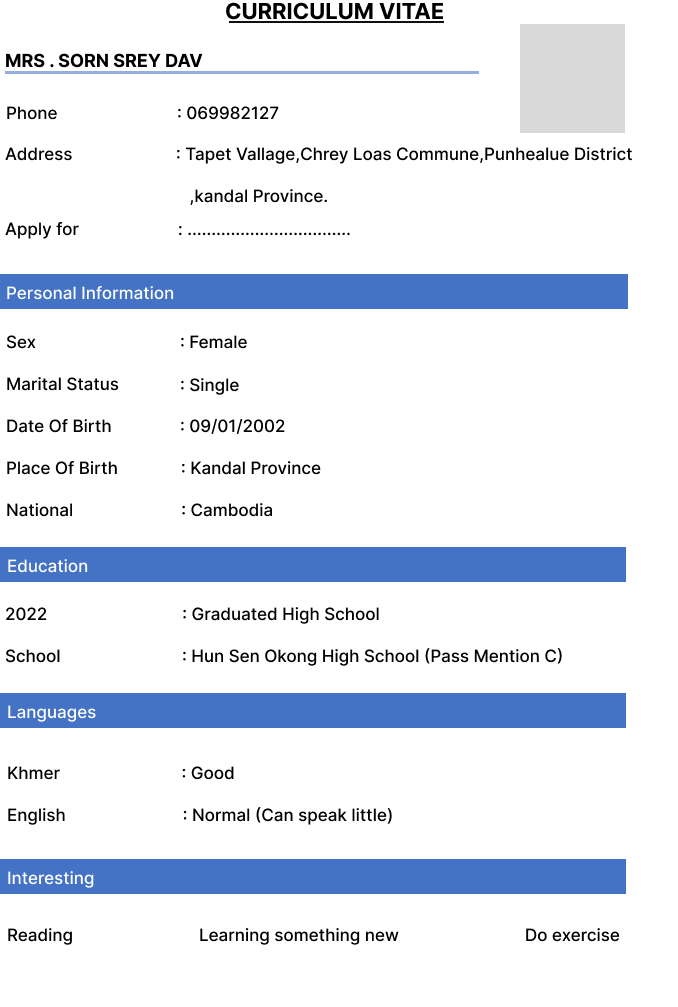 CURRICULUM VITAE
MRS . SORN SREY DAV
Phone : 069982127
Address : Tapet Vallage,Chrey Loas Commune,Punhealue District
,kandal Province.
Apply for : ..................................
Personal Information
Sex : Female
Marital Status : Single
Date Of Birth : 09/01/2002
Place Of Birth : Kandal Province
National : Cambodia
Education
2022 : Graduated High School
School : Hun Sen Okong High School (Pass Mention C)
Languages
Khmer : Good
English : Normal (Can speak little)
Interesting
Reading Learning something new Do exercise